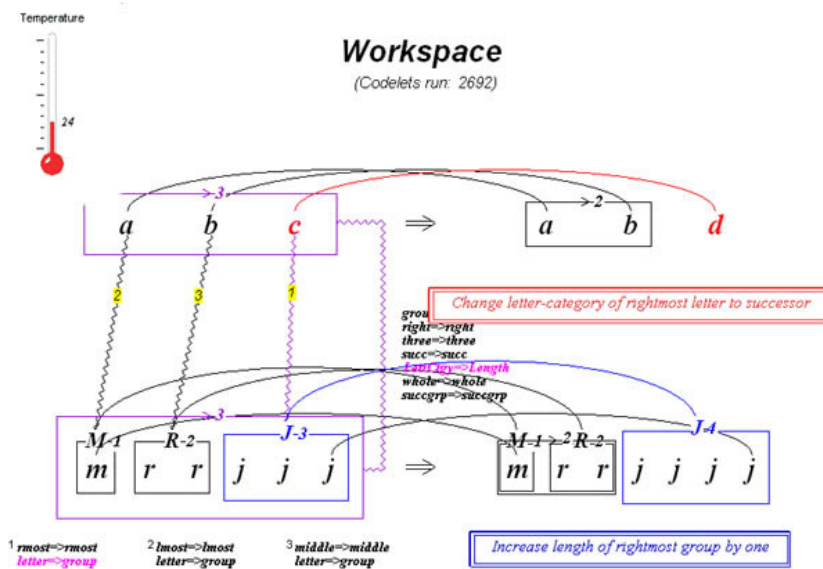 Temperature
Workspace
(Codelets run: 2692)
24
> 3
> 2
a b c ⇒ a b d
2 3 1
Change letter-category of rightmost letter to successor
right=>right
three=>three
succ=>succ
whole=>whole
succgrp=>succgrp
> 3
M-1 R-2 J-3 M-1 > 2 R-2 J-4
m r r j j j ⇒ m r r j j j j
1 rmost=>rmost 2 lmost=>lmost 3 middle=>middle
letter=>group letter=>group letter=>group
Increase length of rightmost group by one